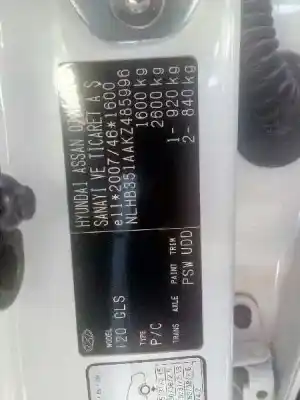 HYUNDAI ASSAN
SANAYI VE TICARET A.Ş
e11*2007/46*1600
NLHB351AAKZ485996
1600 kg
2600 kg
1- 920 kg
2- 840 kg
MODEL
I20 GLS
TYPE
P/C
TRANS AXLE PAINT TRIM
PSW UDD